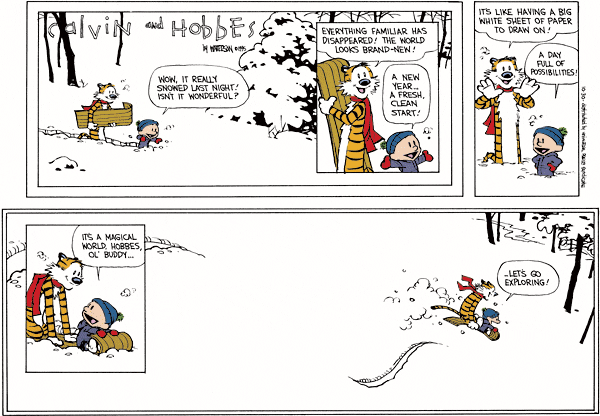 Calvin and Hobbes
by WATTERSON
WOW, IT REALLY
SNOWED LAST NIGHT!
ISN'T IT WONDERFUL?
EVERYTHING FAMILIAR HAS
DISAPPEARED! THE WORLD
LOOKS BRAND-NEW!
A NEW
YEAR...
A FRESH,
CLEAN
START!
IT'S LIKE HAVING A BIG
WHITE SHEET OF PAPER
TO DRAW ON!
A DAY
FULL OF
POSSIBILITIES!
IT'S A MAGICAL
WORLD, HOBBES,
OL' BUDDY...
...LET'S GO
EXPLORING!